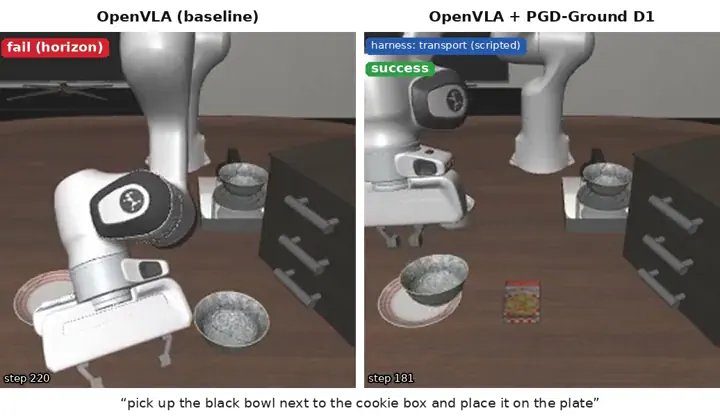 OpenVLA (baseline)
OpenVLA + PGD-Ground D1
fail (horizon)
harness: transport (scripted)
success
step 220
step 181
“pick up the black bowl next to the cookie box and place it on the plate”